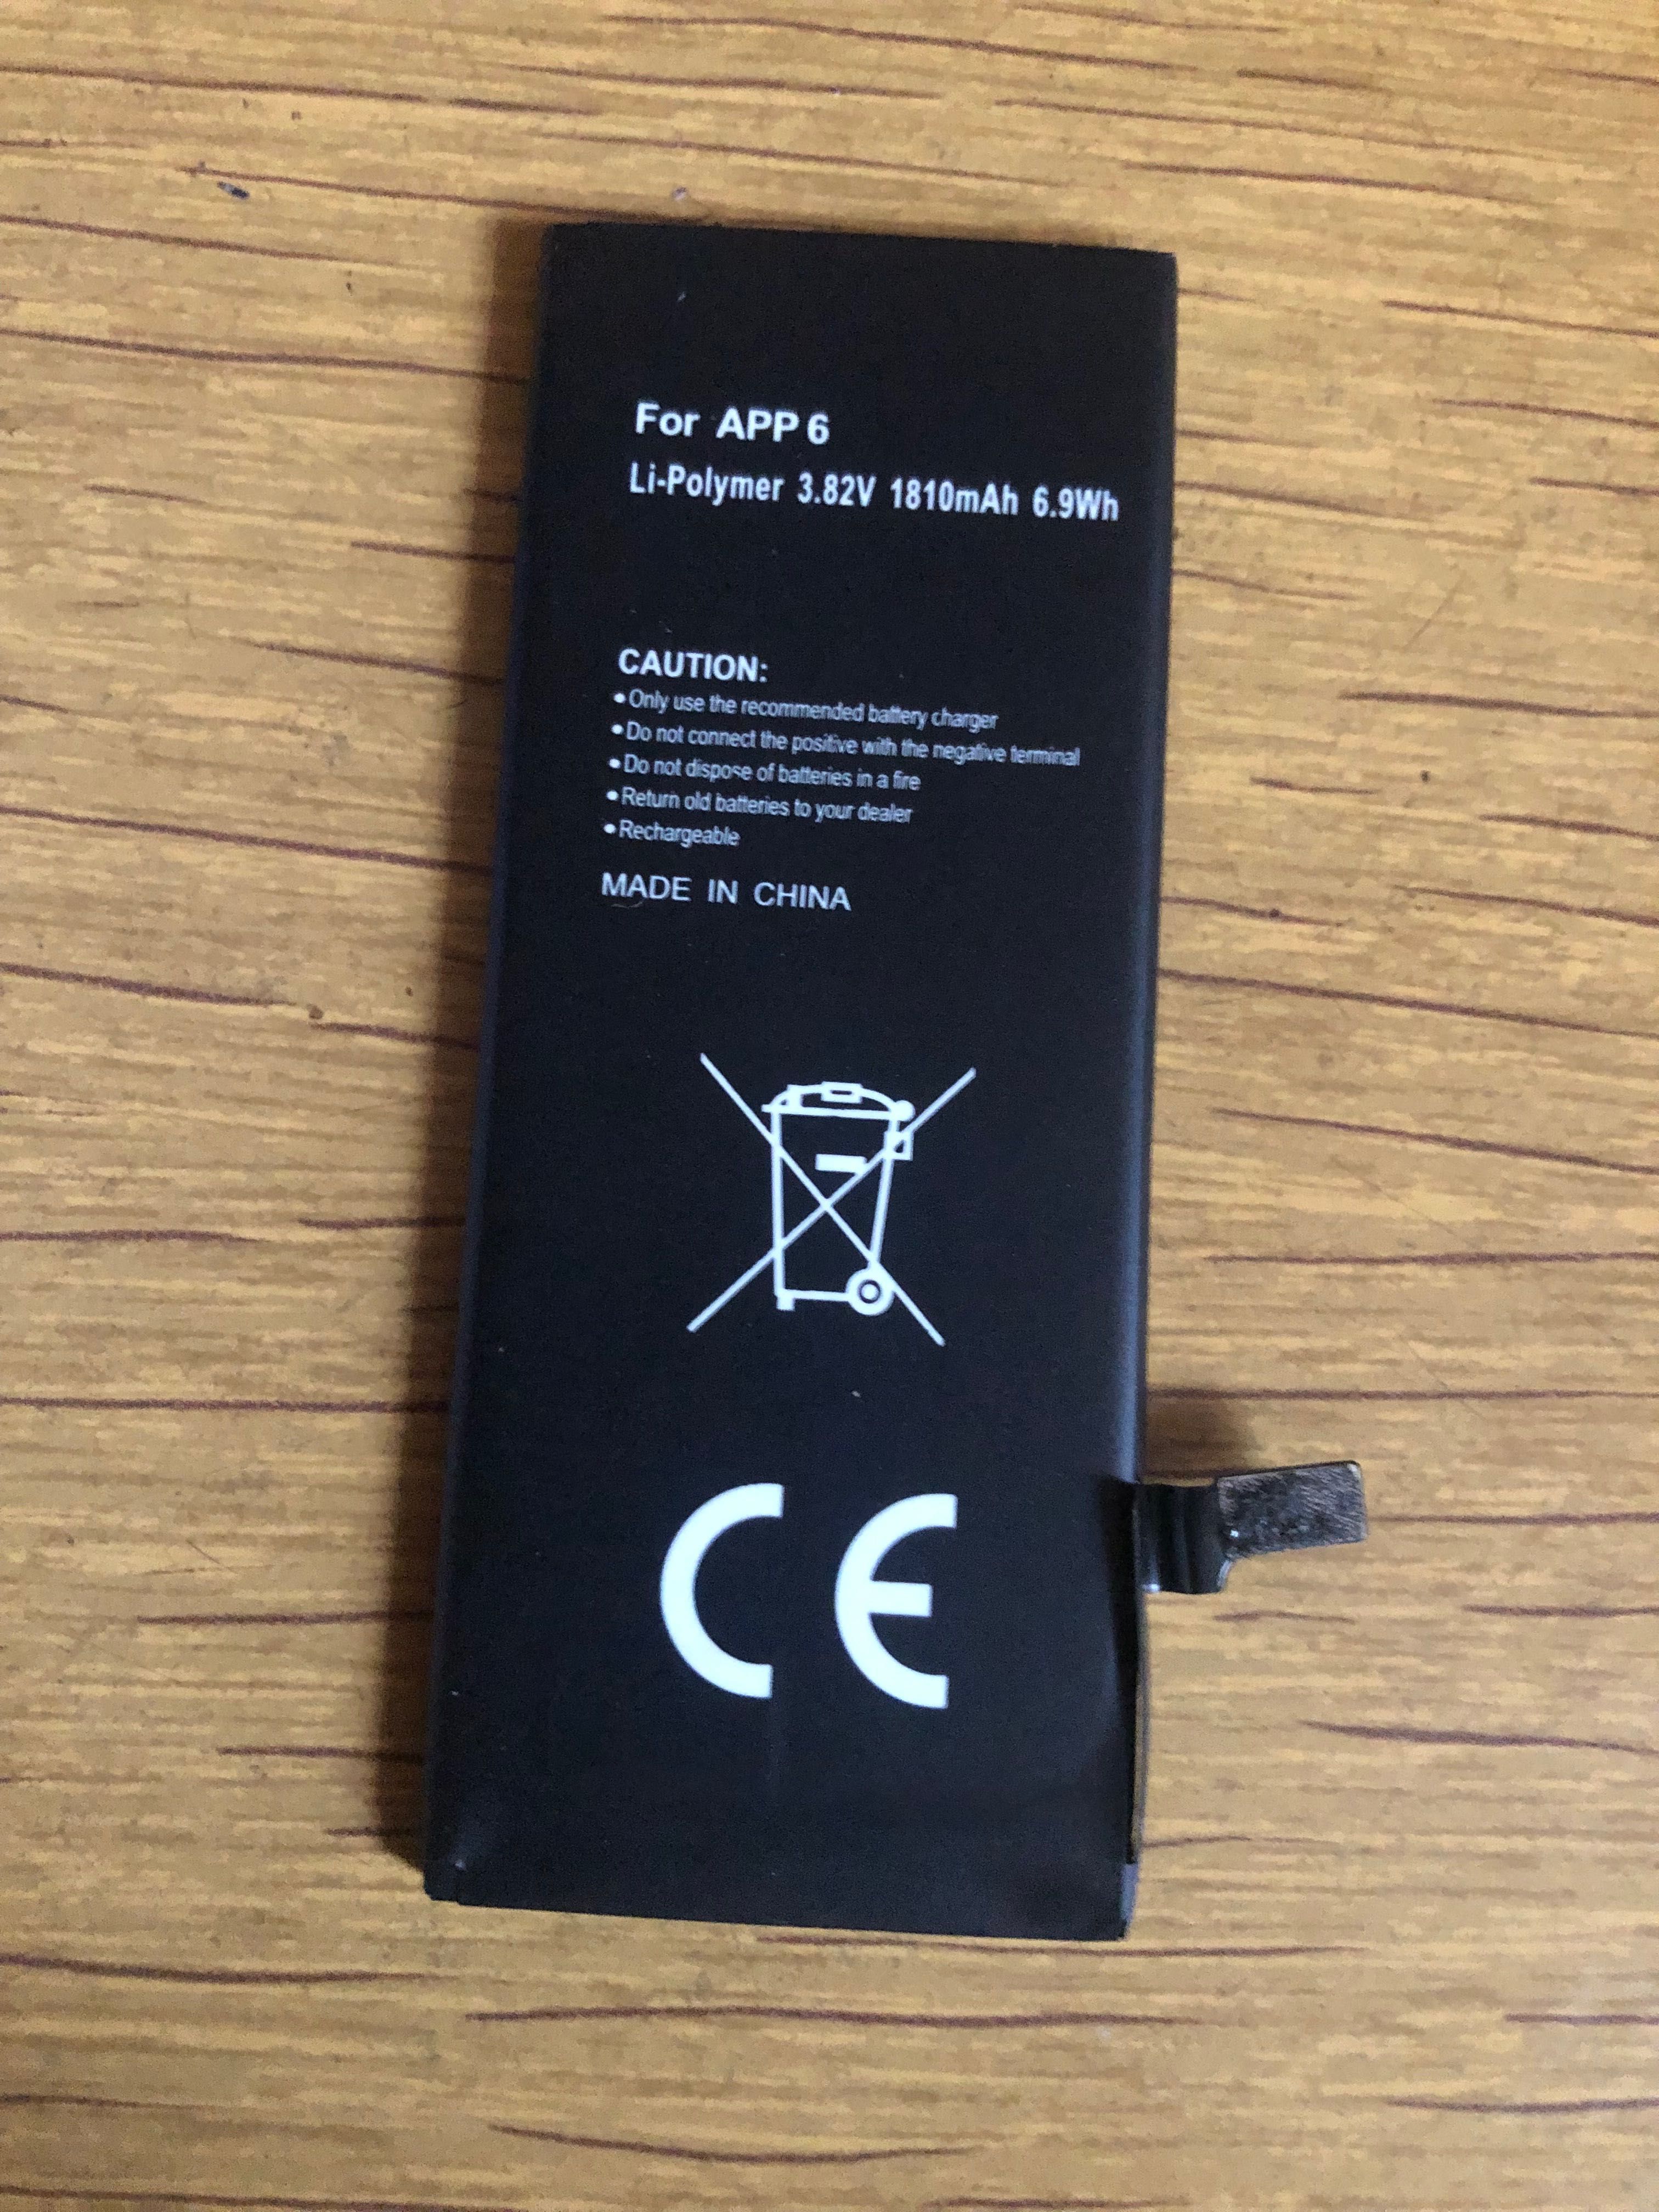 For APP 6
Li-Polymer 3.82V 1810mAh 6.9Wh
CAUTION:
•Only use the recommended battery charger
•Do not connect the positive with the negative terminal
•Do not dispose of batteries in a fire
•Return old batteries to your dealer
•Rechargeable
MADE IN CHINA
CE